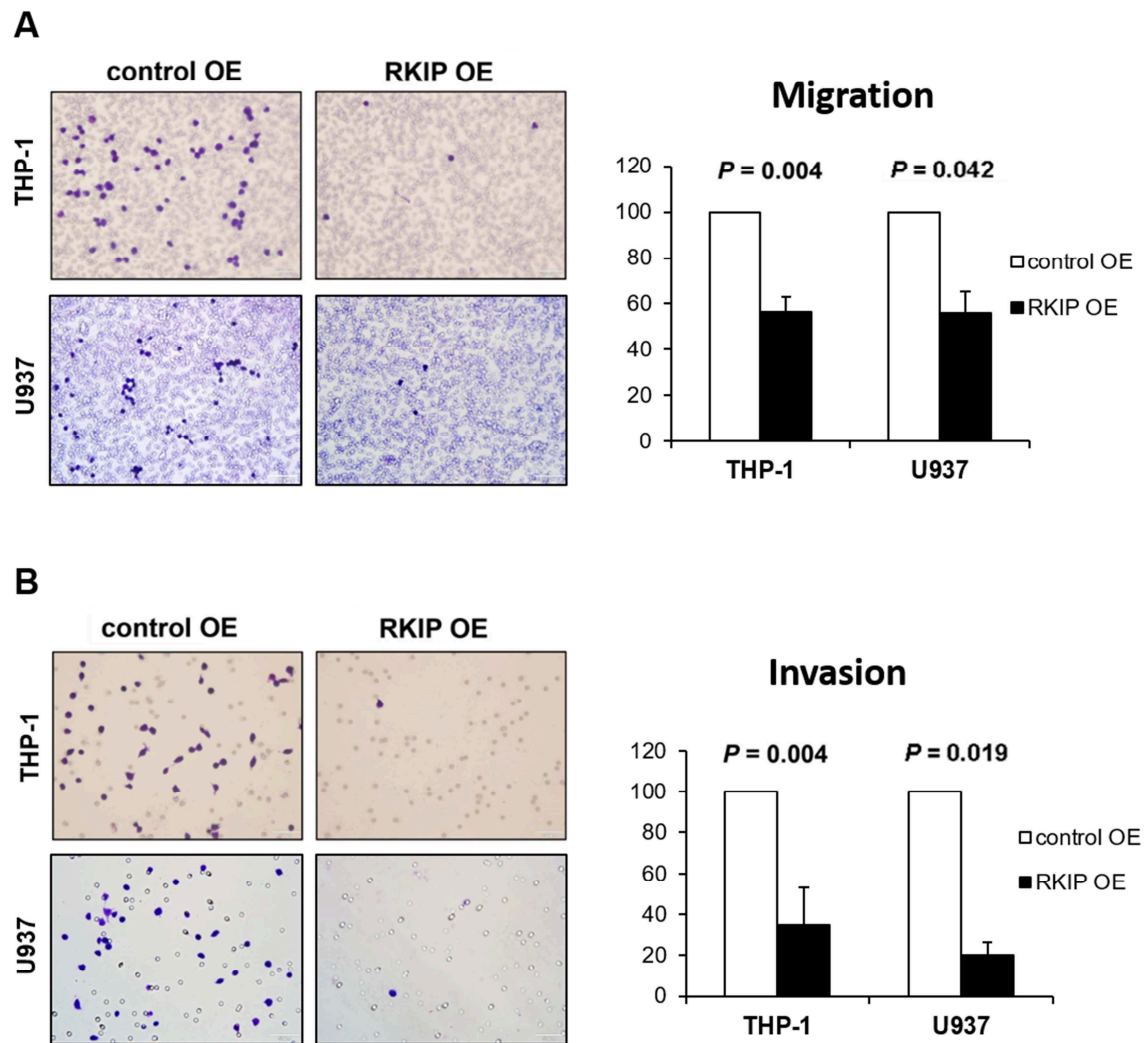 A
control OE
RKIP OE
THP-1
U937
Migration
120
100
80
60
40
20
0
P = 0.004
P = 0.042
control OE
RKIP OE
THP-1
U937
B
control OE
RKIP OE
THP-1
U937
Invasion
120
100
80
60
40
20
0
P = 0.004
P = 0.019
control OE
RKIP OE
THP-1
U937